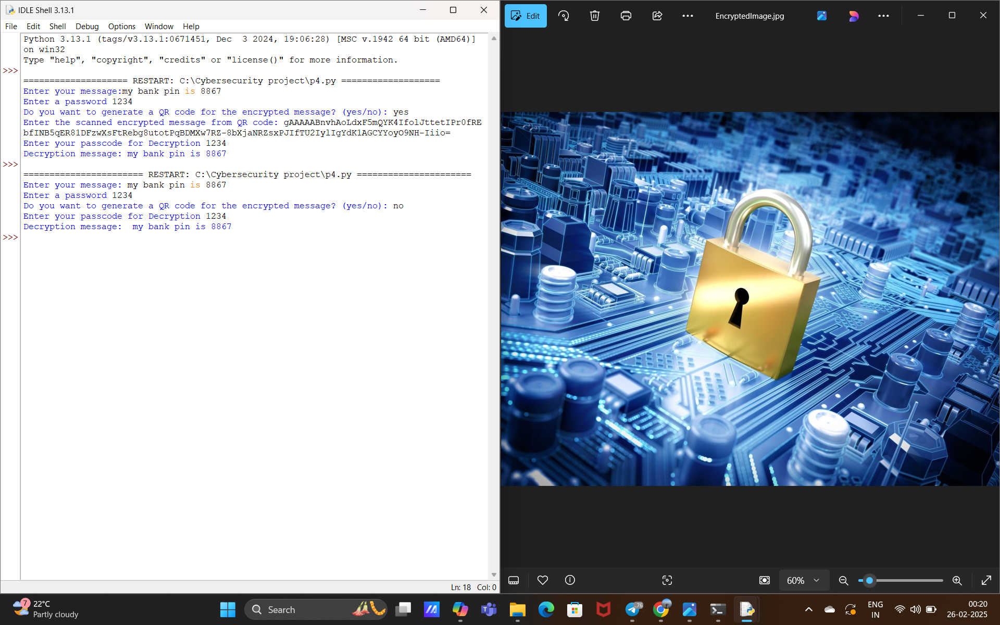 IDLE Shell 3.13.1
File Edit Shell Debug Options Window Help
Python 3.13.1 (tags/v3.13.1:0671451, Dec  3 2024, 19:06:28) [MSC v.1942 64 bit (AMD64)]
on win32
Type "help", "copyright", "credits" or "license()" for more information.
>>>
==================== RESTART: C:\Cybersecurity project\p4.py ===================
Enter your message:my bank pin is 8867
Enter a password 1234
Do you want to generate a QR code for the encrypted message? (yes/no): yes
Enter the scanned encrypted message from QR code: gAAAAABnvhAoLdxF5mQYK4IfolJttetIPr0fRE
bfINB5qER81DFzwXsFtRebg8utotPqBDMXw7RZ-8bXjaNRZsxPJIfTU2IylIgYdK1AGCYYoyO9NH-Iiio=
Enter your passcode for Decryption 1234
Decryption message: my bank pin is 8867
>>>
======================= RESTART: C:\Cybersecurity project\p4.py ======================
Enter your message: my bank pin is 8867
Enter a password 1234
Do you want to generate a QR code for the encrypted message? (yes/no): no
Enter your passcode for Decryption 1234
Decryption message:  my bank pin is 8867
>>>
Ln: 18 Col: 0
Edit
EncryptedImage.jpg
60%
7
22°C
Partly cloudy
Search
76
ENG
IN
00:20
26-02-2025